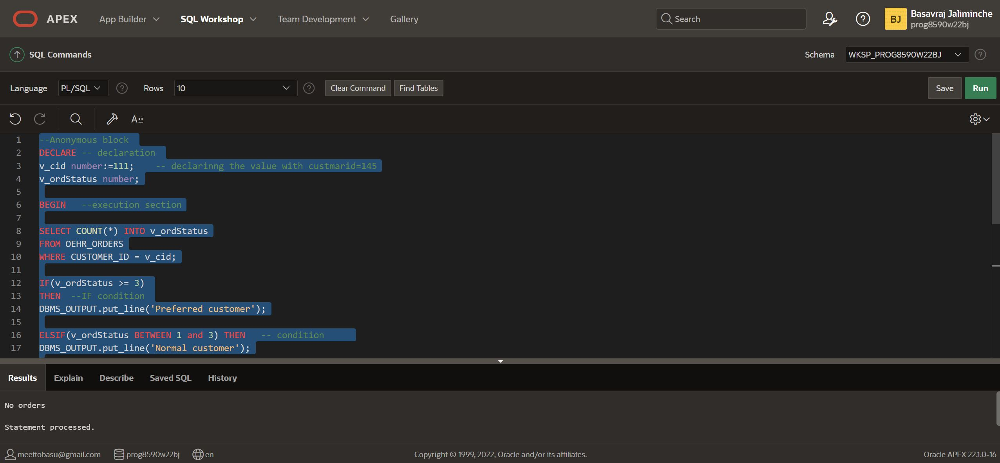 APEX App Builder SQL Workshop Team Development Gallery Search BJ Basavraj Jaliminche
prog8590w22bj
SQL Commands Schema WKSP_PROG8590W22BJ ?
Language PL/SQL ? Rows 10 ? Clear Command Find Tables Save Run
A::
1 --Anonymous block
2 DECLARE -- declaration
3 v_cid number:=111; -- declarinng the value with custmarid=145
4 v_ordStatus number;
5
6 BEGIN --execution section
7
8 SELECT COUNT(*) INTO v_ordStatus
9 FROM OEHR_ORDERS
10 WHERE CUSTOMER_ID = v_cid;
11
12 IF(v_ordStatus >= 3)
13 THEN --IF condition
14 DBMS_OUTPUT.put_line('Preferred customer');
15
16 ELSIF(v_ordStatus BETWEEN 1 and 3) THEN -- condition
17 DBMS_OUTPUT.put_line('Normal customer');
Results Explain Describe Saved SQL History
No orders
Statement processed.
meettobasu@gmail.com prog8590w22bj en Copyright © 1999, 2022, Oracle and/or its affiliates. Oracle APEX 22.1.0-16